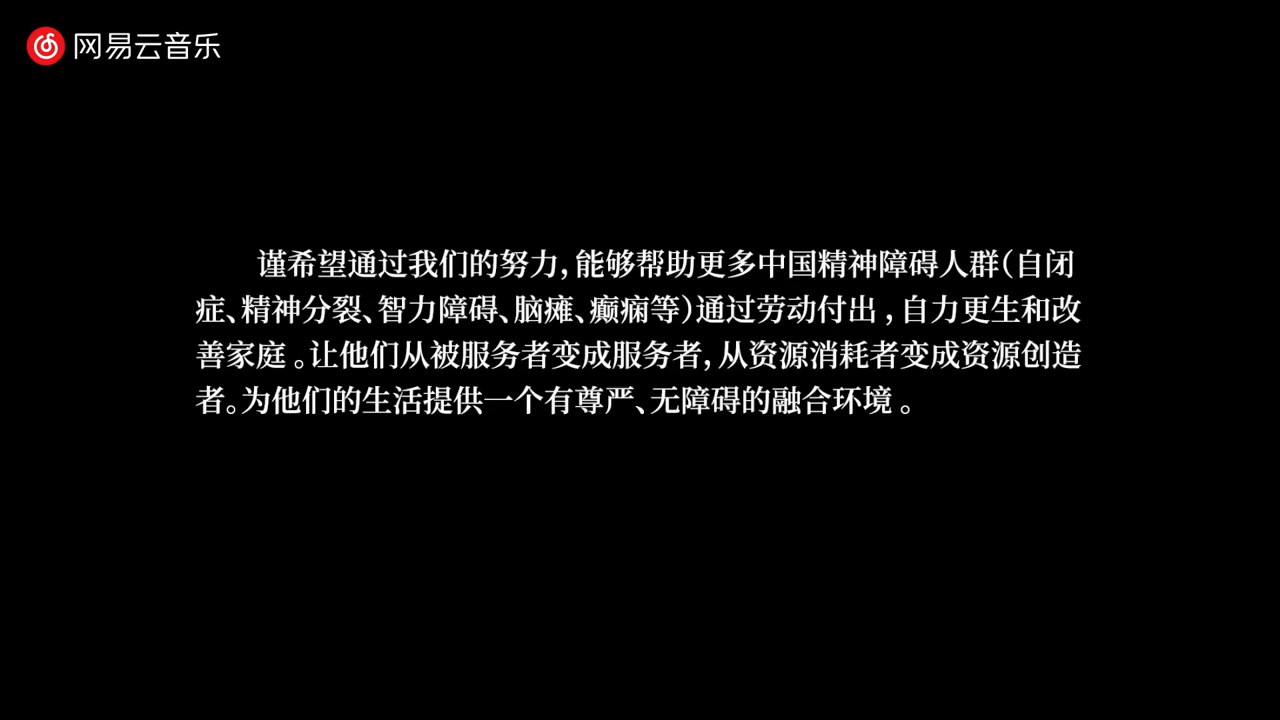 网易云音乐
谨希望通过我们的努力，能够帮助更多中国精神障碍人群（自闭
症、精神分裂、智力障碍、脑瘫、癫痫等）通过劳动付出，自力更生和改
善家庭。让他们从被服务者变成服务者，从资源消耗者变成资源创造
者。为他们的生活提供一个有尊严、无障碍的融合环境。